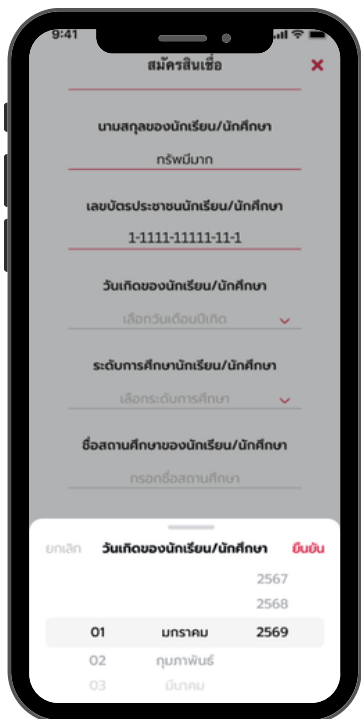 9:41
สมัครสินเชื่อ
นามสกุลของนักเรียน/นักศึกษา
ทรัพมีมาก
เลขบัตรประชาชนนักเรียน/นักศึกษา
1-1111-11111-11-1
วันเกิดของนักเรียน/นักศึกษา
เลือกวันเดือนปีเกิด
ระดับการศึกษานักเรียน/นักศึกษา
เลือกระดับการศึกษา
ชื่อสถานศึกษาของนักเรียน/นักศึกษา
กรอกชื่อสถานศึกษา
ยกเลิก วันเกิดของนักเรียน/นักศึกษา ยืนยัน
2567
2568
01 มกราคม 2569
02 กุมภาพันธ์
03 มีนาคม